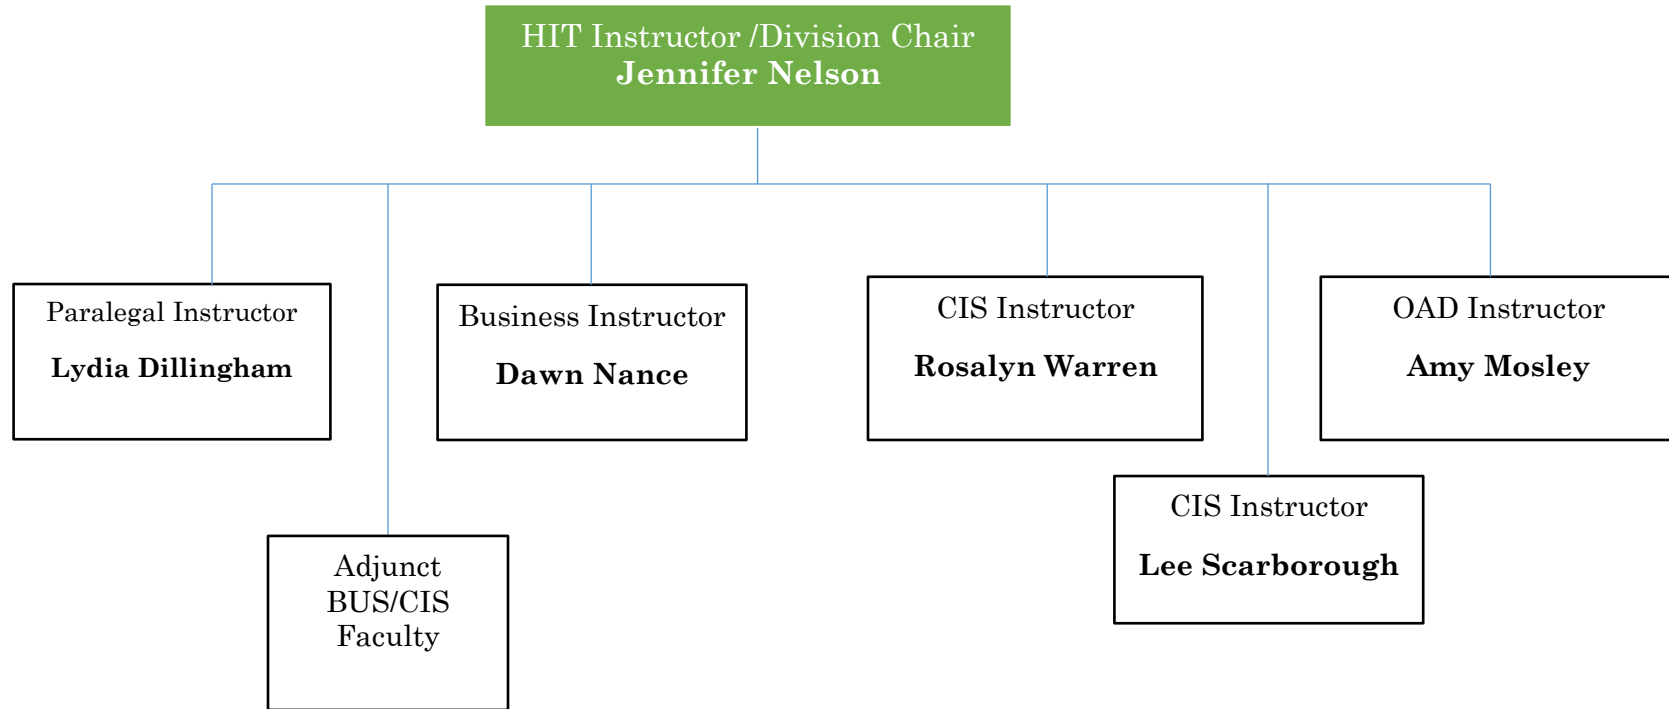 HIT Instructor /Division Chair
Jennifer Nelson
Paralegal Instructor
Lydia Dillingham
Business Instructor
Dawn Nance
CIS Instructor
Rosalyn Warren
OAD Instructor
Amy Mosley
Adjunct
BUS/CIS
Faculty
CIS Instructor
Lee Scarborough